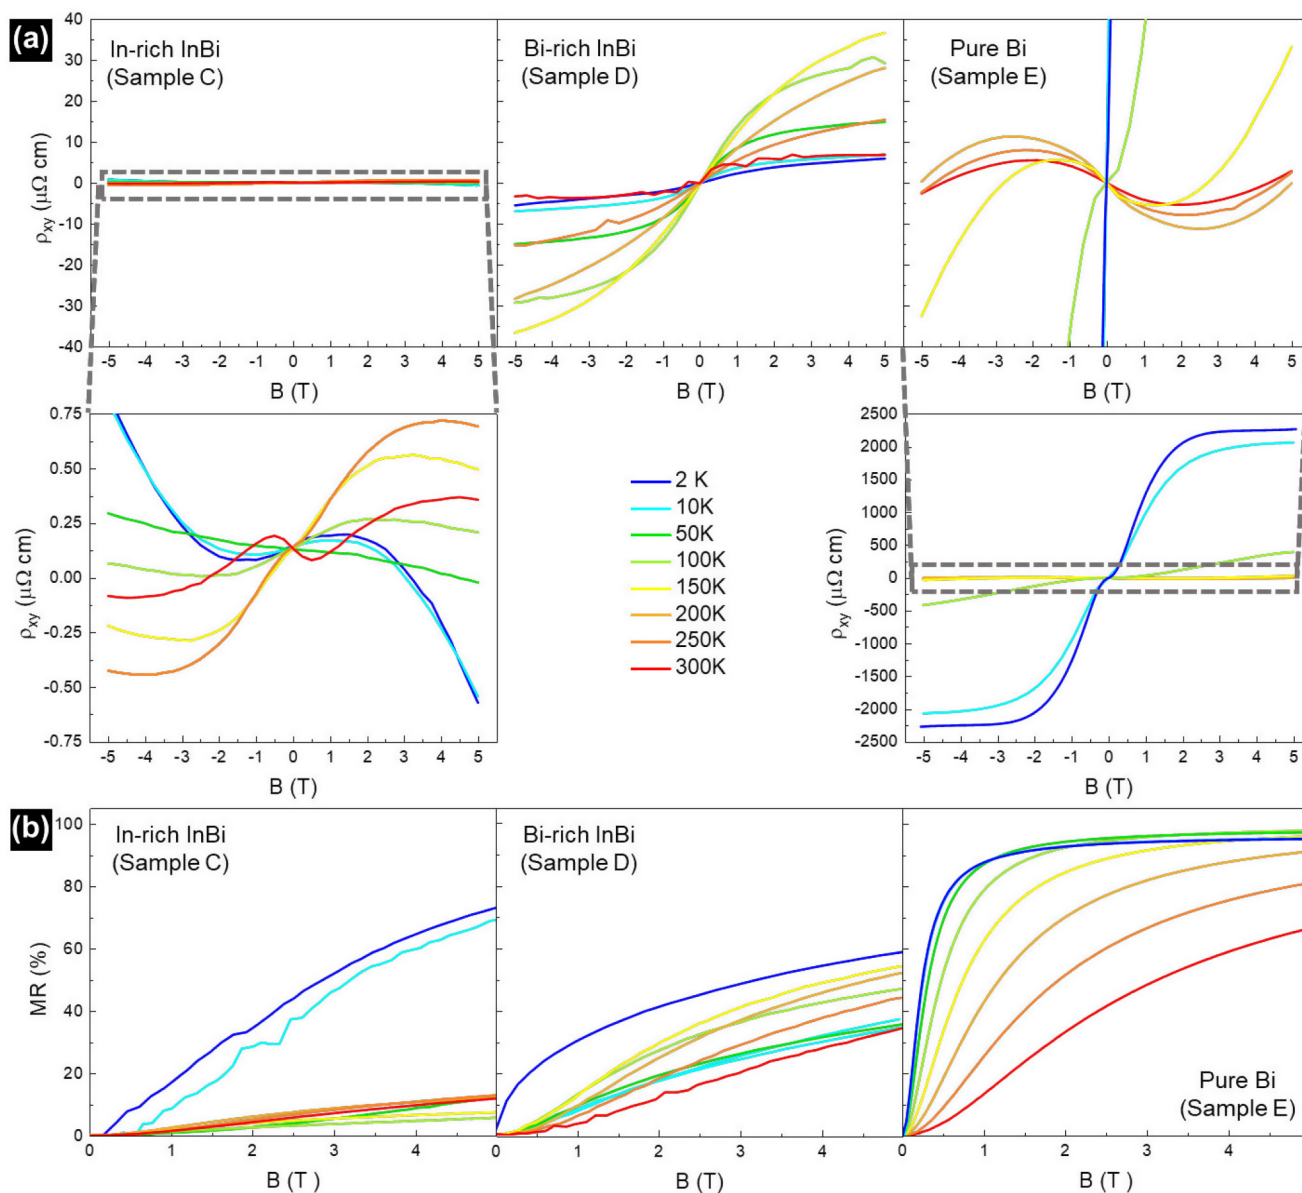 (a)
In-rich InBi
(Sample C)
Bi-rich InBi
(Sample D)
Pure Bi
(Sample E)
40
30
20
10
0
-10
-20
-30
-40
ρxy (μΩ cm)
-5 -4 -3 -2 -1 0 1 2 3 4 5
-5 -4 -3 -2 -1 0 1 2 3 4 5
-5 -4 -3 -2 -1 0 1 2 3 4 5
B (T)
B (T)
B (T)
0.75
0.50
0.25
0.00
-0.25
-0.50
-0.75
ρxy (μΩ cm)
-5 -4 -3 -2 -1 0 1 2 3 4 5
B (T)
2 K
10K
50K
100K
150K
200K
250K
300K
2500
2000
1500
1000
500
0
-500
-1000
-1500
-2000
-2500
ρxy (μΩ cm)
-5 -4 -3 -2 -1 0 1 2 3 4 5
B (T)
(b)
In-rich InBi
(Sample C)
Bi-rich InBi
(Sample D)
Pure Bi
(Sample E)
100
80
60
40
20
0
MR (%)
0 1 2 3 4
0 1 2 3 4
0 1 2 3 4
B (T )
B (T )
B (T )